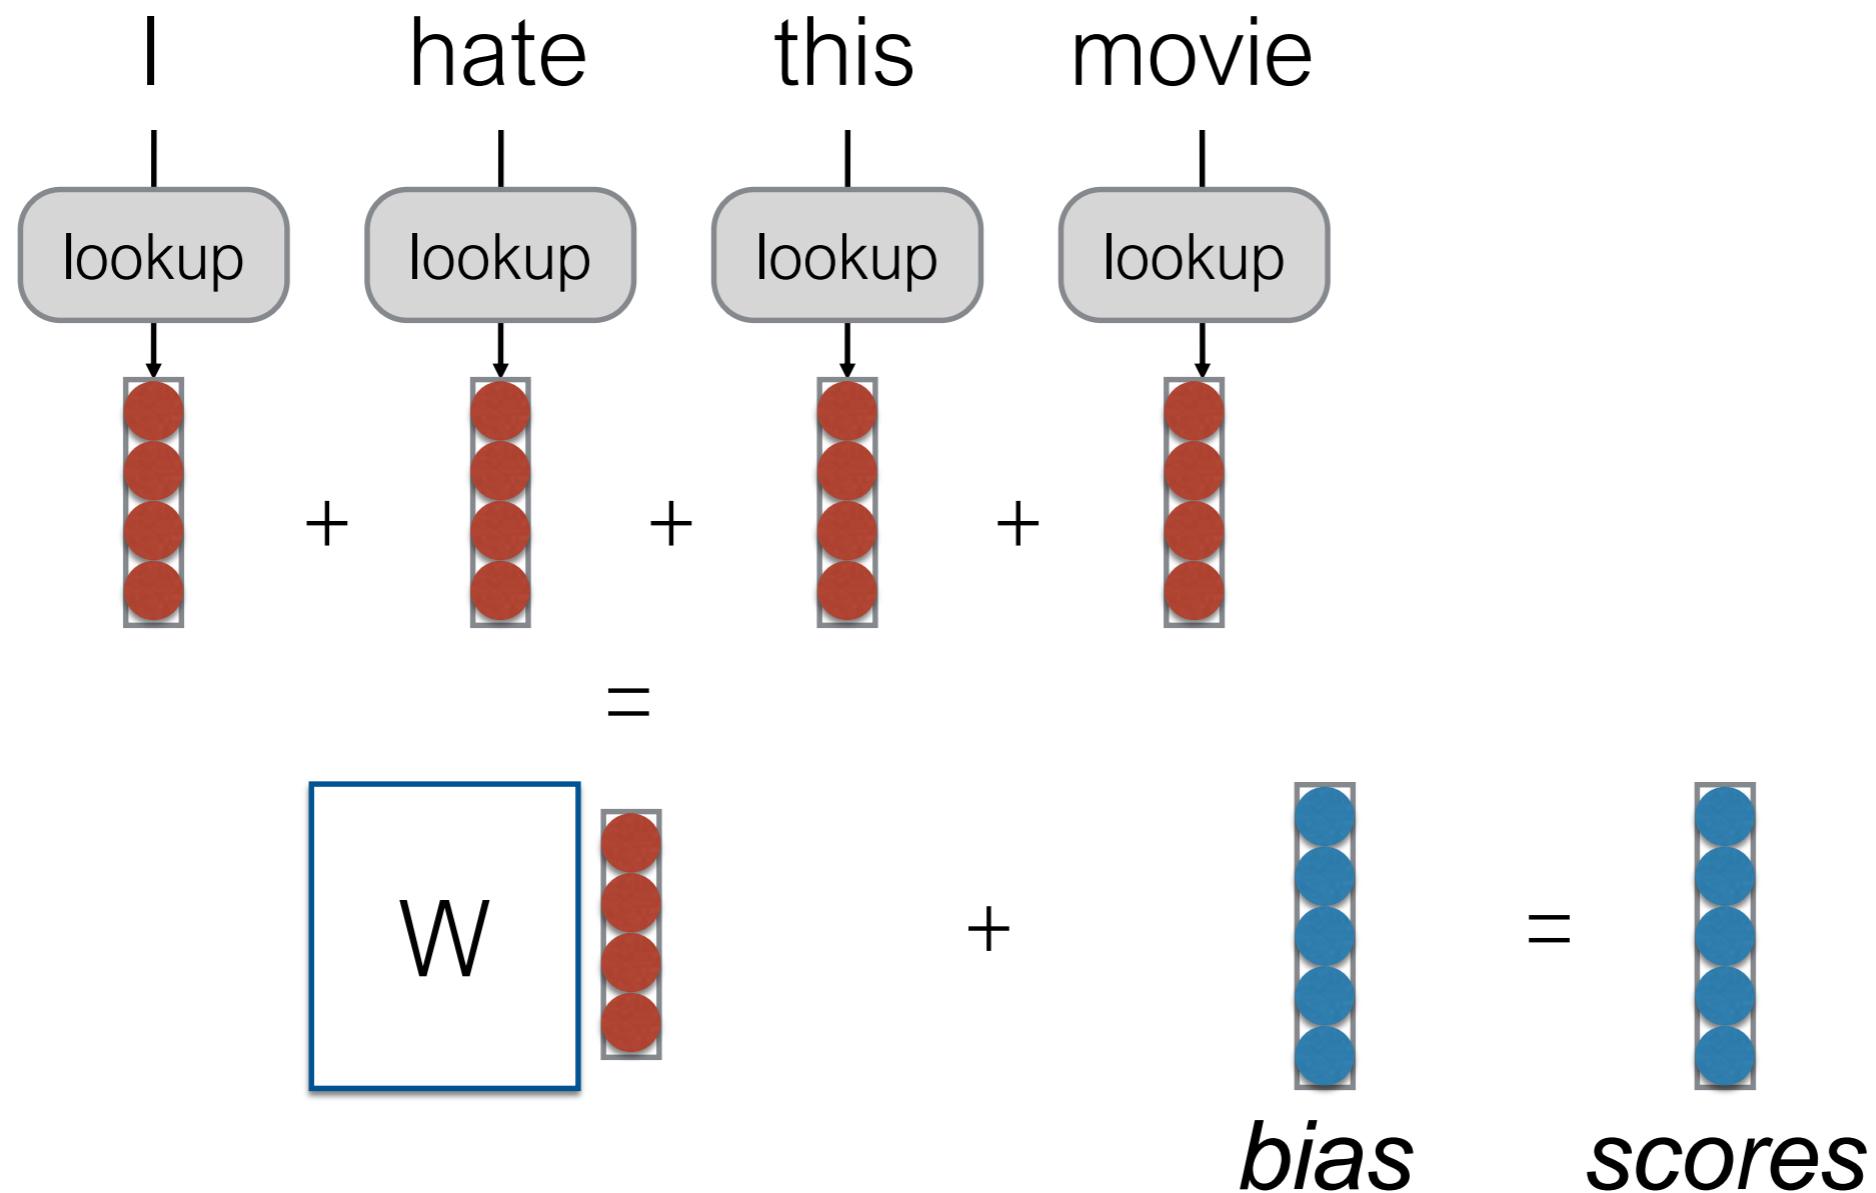 I hate this movie
lookup lookup lookup lookup
+ + +
=
W + =
bias scores